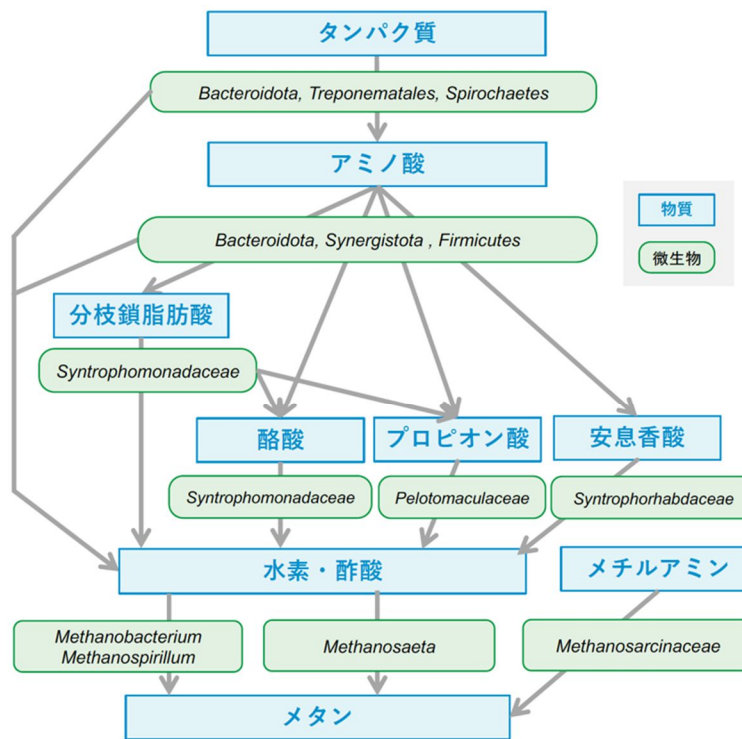 タンパク質
Bacteroidota, Treponematales, Spirochaetes
アミノ酸
物質
微生物
Bacteroidota, Synergistota , Firmicutes
分枝鎖脂肪酸
Syntrophomonadaceae
酪酸
プロピオン酸
安息香酸
Syntrophomonadaceae
Pelotomaculaceae
Syntrophorhabdaceae
水素・酢酸
メチルアミン
Methanobacterium
Methanospirillum
Methanosaeta
Methanosarcinaceae
メタン